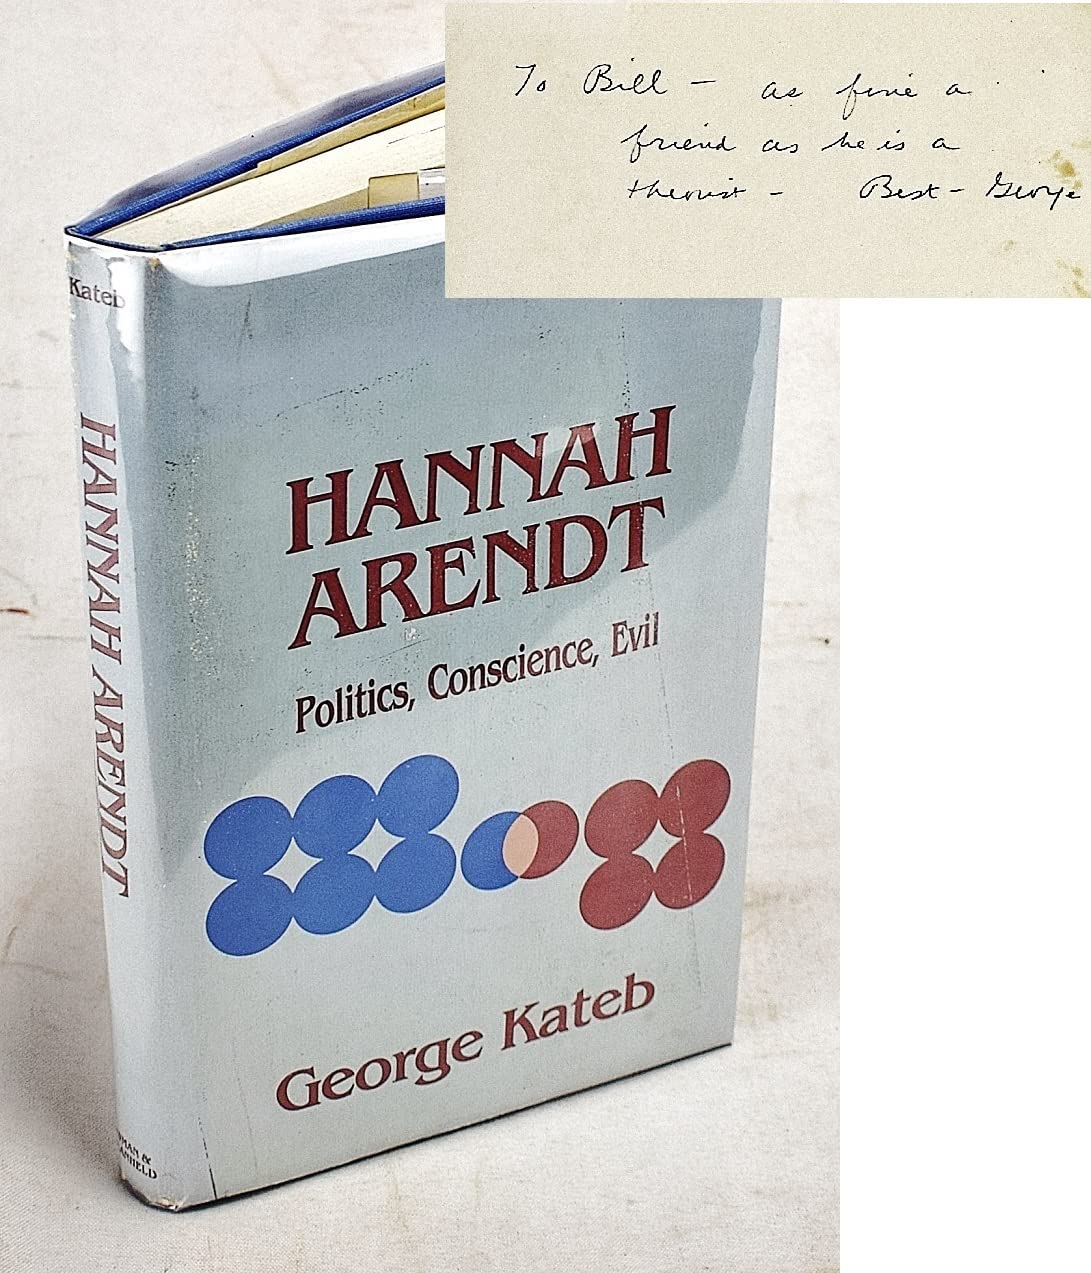 To Bill – as fine a
friend as he is a
theorist – Best – George
Kateb
HANNAH ARENDT
HANNAH
ARENDT
Politics, Conscience, Evil
George Kateb
MAN &